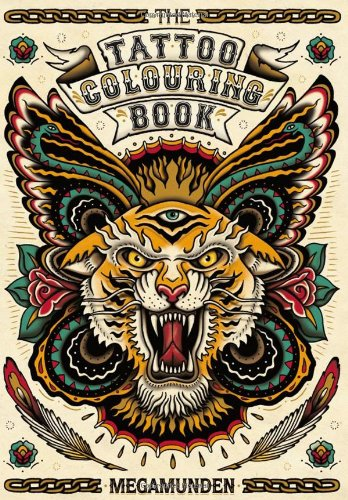 THE
TATTOO
COLOURING
BOOK
MEGAMUNDEN